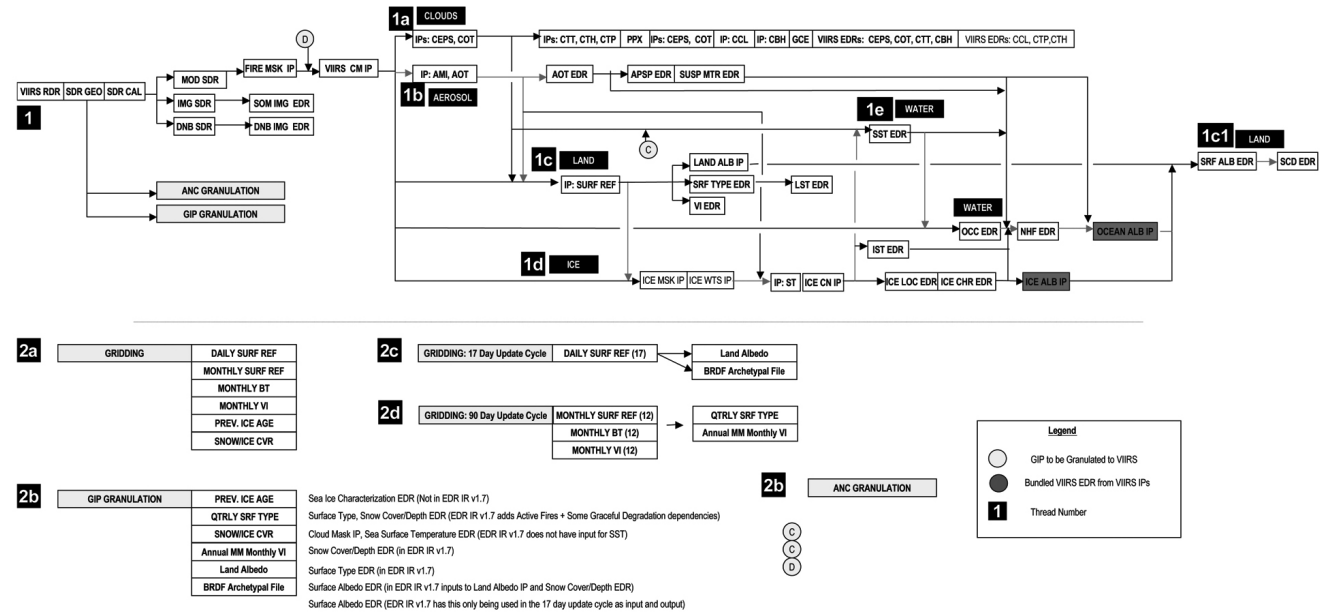 1a CLOUDS
D
IPs: CEPS, COT
IPs: CTT, CTH, CTP PPX IPs: CEPS, COT IP: CCL IP: CBH GCE VIIRS EDRs: CEPS, COT, CTT, CBH VIIRS EDRs: CCL, CTP,CTH
FIRE MSK IP VIIRS CM IP
MOD SDR
IP: AMI, AOT AOT EDR APSP EDR SUSP MTR EDR
VIIRS RDR SDR GEO SDR CAL
1b AEROSOL
IMG SDR SOM IMG EDR
1
1e WATER
DNB SDR DNB IMG EDR
SST EDR
1c1 LAND
C
1c LAND
LAND ALB IP
SRF ALB EDR SCD EDR
ANC GRANULATION
IP: SURF REF SRF TYPE EDR LST EDR
VI EDR
GIP GRANULATION
WATER
OCC EDR NHF EDR OCEAN ALB IP
IST EDR
1d ICE
ICE MSK IP ICE WTS IP IP: ST ICE CN IP ICE LOC EDR ICE CHR EDR ICE ALB IP
2a GRIDDING DAILY SURF REF
MONTHLY SURF REF
MONTHLY BT
MONTHLY VI
PREV. ICE AGE
SNOW/ICE CVR
2c GRIDDING: 17 Day Update Cycle DAILY SURF REF (17) Land Albedo
BRDF Archetypal File
2d GRIDDING: 90 Day Update Cycle MONTHLY SURF REF (12) QTRLY SRF TYPE
MONTHLY BT (12) Annual MM Monthly VI
MONTHLY VI (12)
Legend
GIP to be Granulated to VIIRS
Bundled VIIRS EDR from VIIRS IPs
1 Thread Number
2b GIP GRANULATION PREV. ICE AGE Sea Ice Characterization EDR (Not in EDR IR v1.7)
QTRLY SRF TYPE Surface Type, Snow Cover/Depth EDR (EDR IR v1.7 adds Active Fires + Some Graceful Degradation dependencies)
SNOW/ICE CVR Cloud Mask IP, Sea Surface Temperature EDR (EDR IR v1.7 does not have input for SST)
Annual MM Monthly VI Snow Cover/Depth EDR (in EDR IR v1.7)
Land Albedo Surface Type EDR (in EDR IR v1.7)
BRDF Archetypal File Surface Albedo EDR (in EDR IR v1.7 inputs to Land Albedo IP and Snow Cover/Depth EDR)
Surface Albedo EDR (EDR IR v1.7 has this only being used in the 17 day update cycle as input and output)
2b ANC GRANULATION
C
C
D